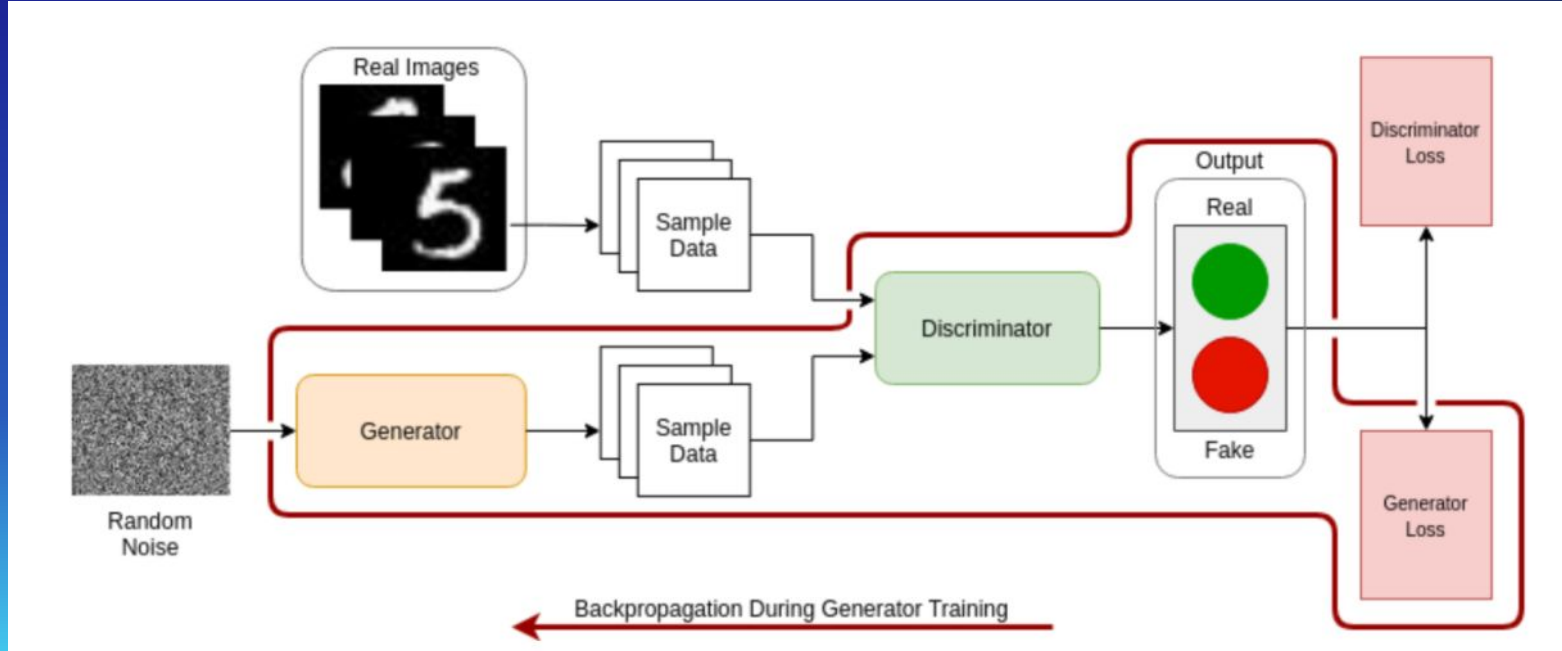 Real Images
5
Sample
Data
Output
Real
Discriminator
Loss
Discriminator
Generator
Sample
Data
Fake
Generator
Loss
Random
Noise
Backpropagation During Generator Training